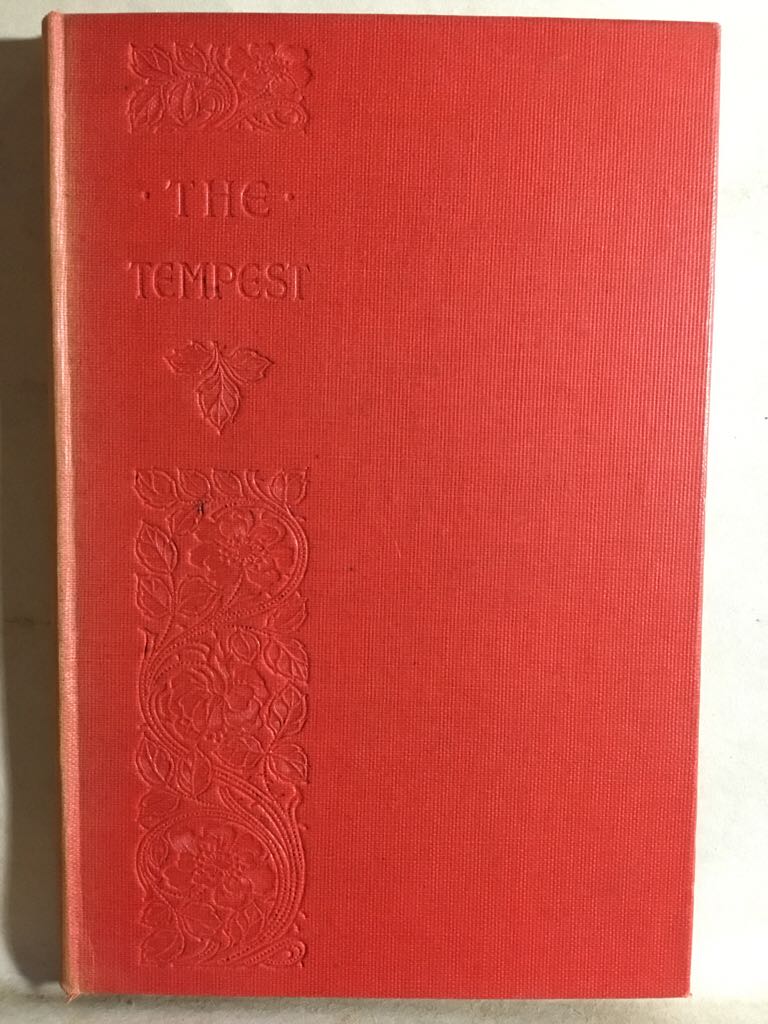 · THE ·
TEMPEST